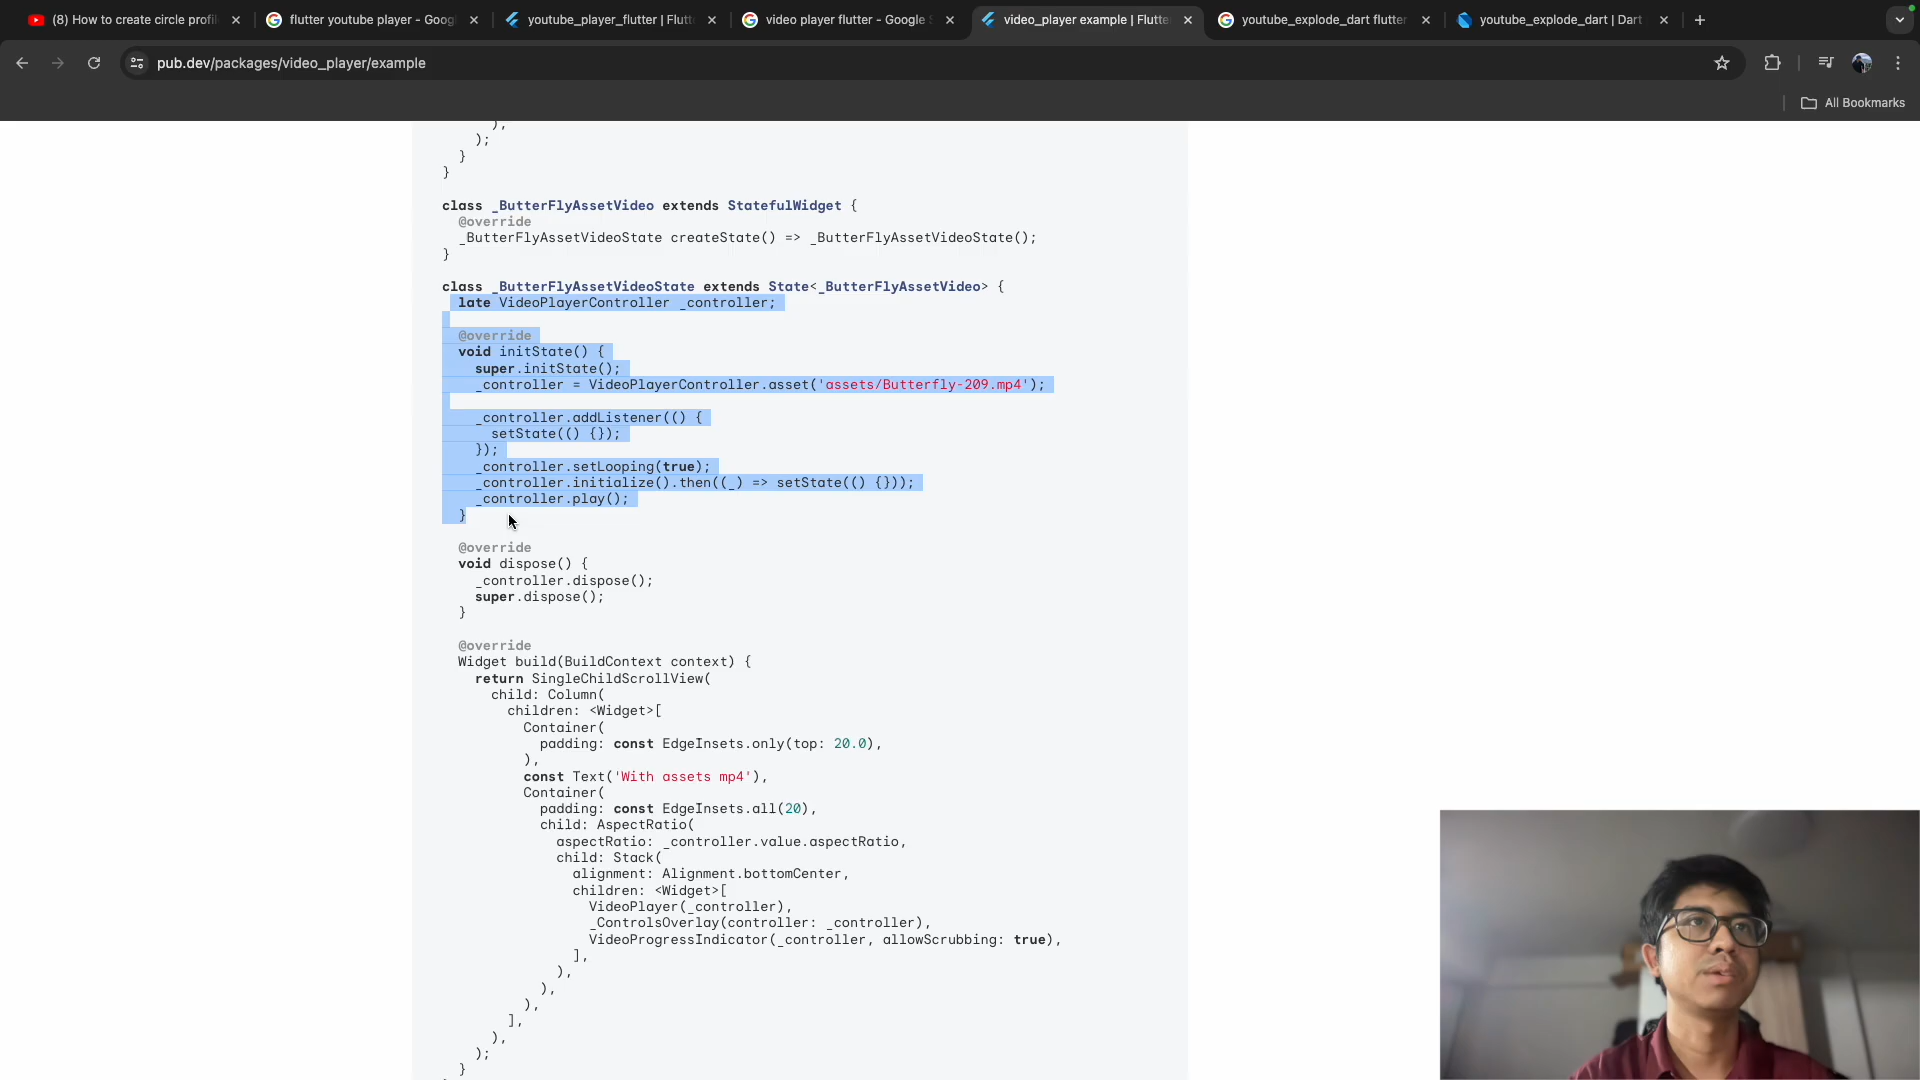 (8) How to create circle profil
flutter youtube player - Goog
youtube_player_flutter | Flutt
video player flutter - Google S
video_player example | Flutte
youtube_explode_dart flutter
youtube_explode_dart | Dart
pub.dev/packages/video_player/example
All Bookmarks
),
);
}
}
class _ButterFlyAssetVideo extends StatefulWidget {
@override
_ButterFlyAssetVideoState createState() => _ButterFlyAssetVideoState();
}
class _ButterFlyAssetVideoState extends State<_ButterFlyAssetVideo> {
late VideoPlayerController _controller;
@override
void initState() {
super.initState();
_controller = VideoPlayerController.asset('assets/Butterfly-209.mp4');
_controller.addListener(() {
setState(() {});
});
_controller.setLooping(true);
_controller.initialize().then((_) => setState(() {}));
_controller.play();
}
@override
void dispose() {
_controller.dispose();
super.dispose();
}
@override
Widget build(BuildContext context) {
return SingleChildScrollView(
child: Column(
children: <Widget>[
Container(
padding: const EdgeInsets.only(top: 20.0),
),
const Text('With assets mp4'),
Container(
padding: const EdgeInsets.all(20),
child: AspectRatio(
aspectRatio: _controller.value.aspectRatio,
child: Stack(
alignment: Alignment.bottomCenter,
children: <Widget>[
VideoPlayer(_controller),
_ControlsOverlay(controller: _controller),
VideoProgressIndicator(_controller, allowScrubbing: true),
],
),
),
),
],
),
);
}